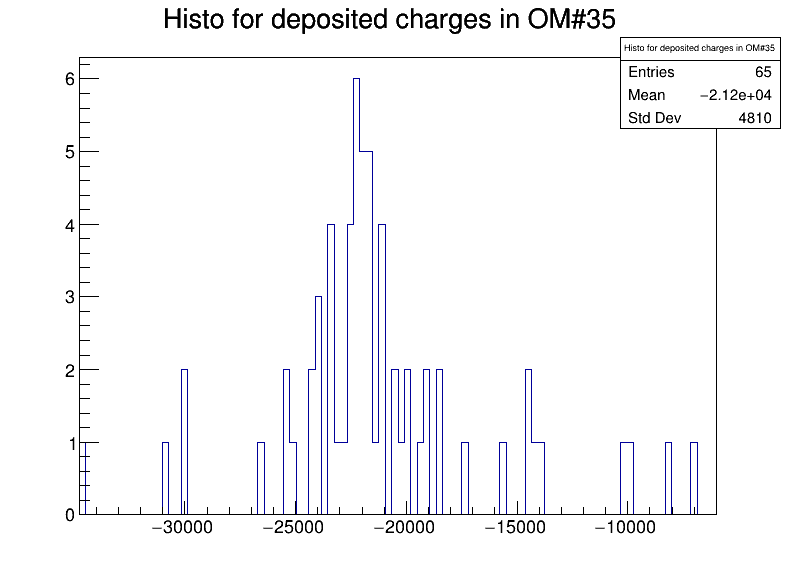 Histo for deposited charges in OM#35
Histo for deposited charges in OM#35
Entries 65
Mean −2.12e+04
Std Dev 4810
6
5
4
3
2
1
0
−30000 −25000 −20000 −15000 −10000